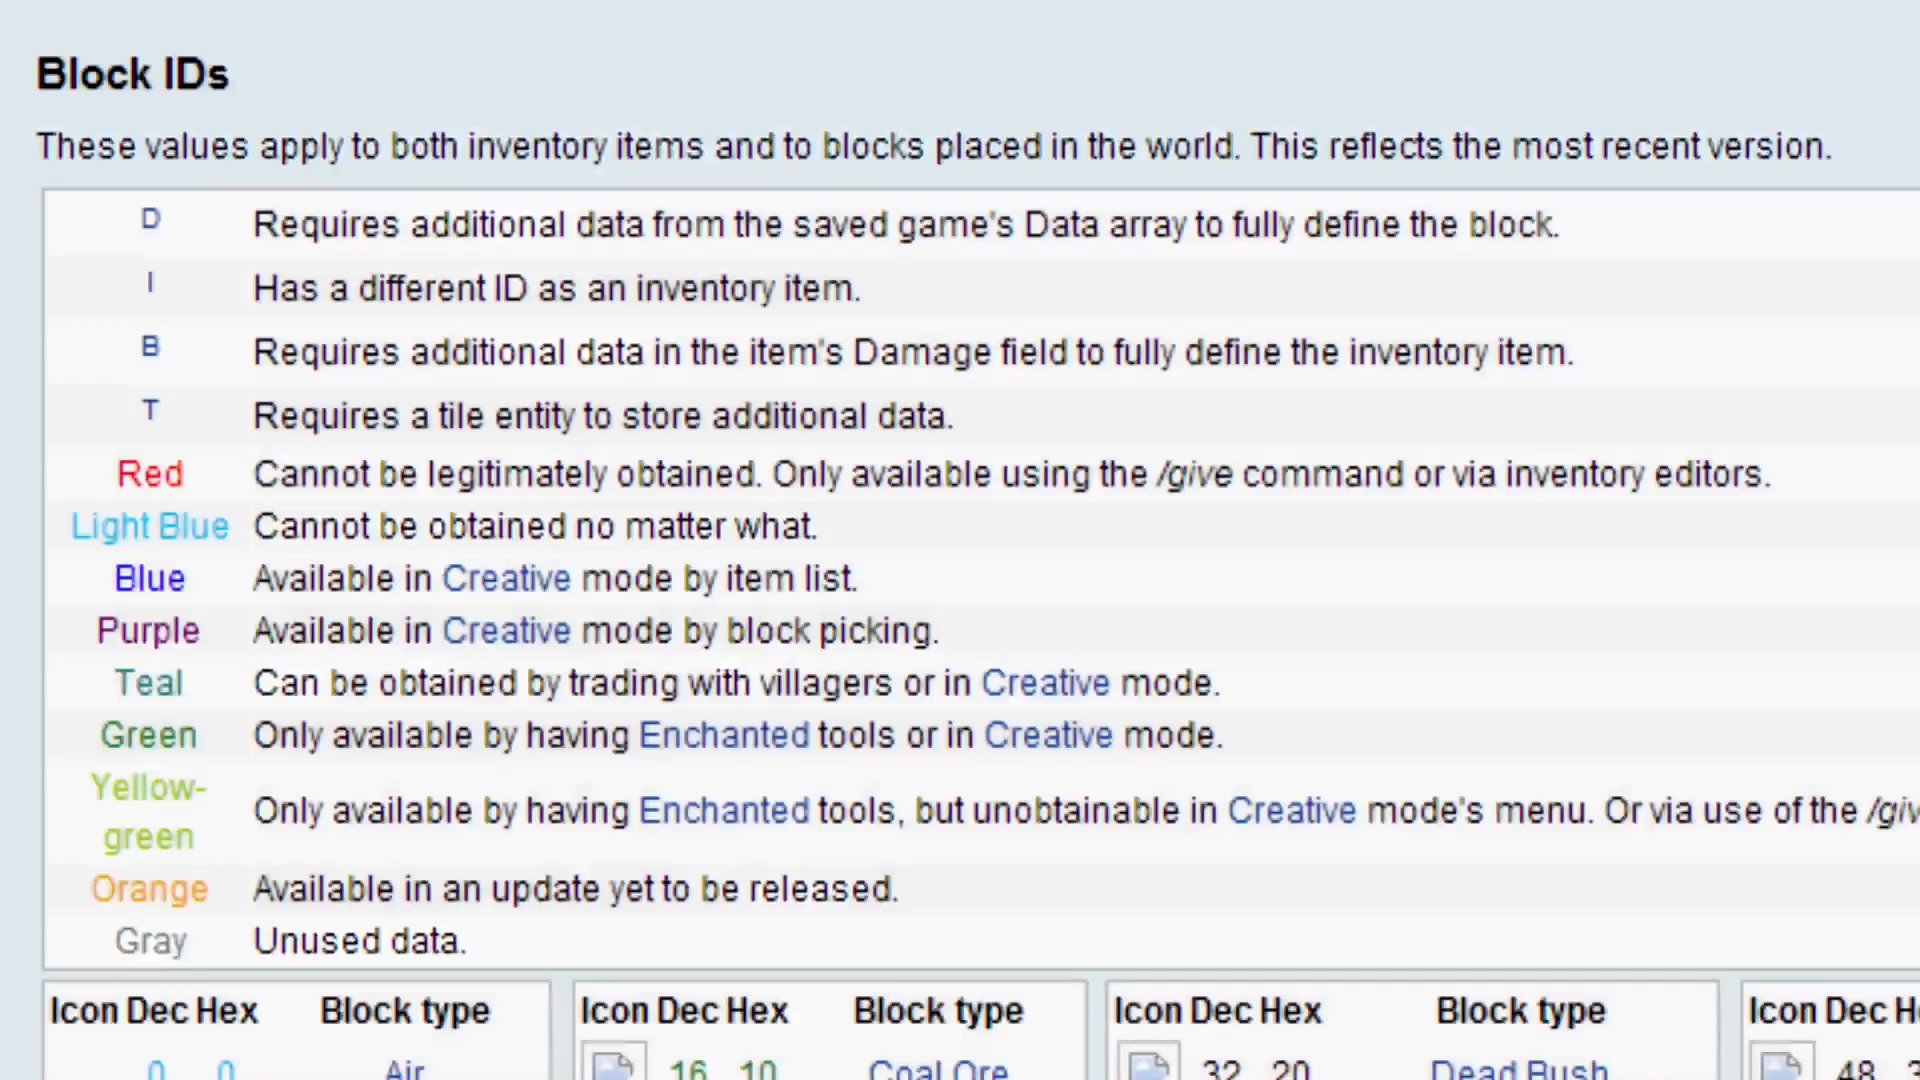 Block IDs
These values apply to both inventory items and to blocks placed in the world. This reflects the most recent version.
D Requires additional data from the saved game's Data array to fully define the block.
I Has a different ID as an inventory item.
B Requires additional data in the item's Damage field to fully define the inventory item.
T Requires a tile entity to store additional data.
Red Cannot be legitimately obtained. Only available using the /give command or via inventory editors.
Light Blue Cannot be obtained no matter what.
Blue Available in Creative mode by item list.
Purple Available in Creative mode by block picking.
Teal Can be obtained by trading with villagers or in Creative mode.
Green Only available by having Enchanted tools or in Creative mode.
Yellow-
green Only available by having Enchanted tools, but unobtainable in Creative mode's menu. Or via use of the /giv
Orange Available in an update yet to be released.
Gray Unused data.
Icon Dec Hex Block type Icon Dec Hex Block type Icon Dec Hex Block type Icon Dec H
0 0 Air 16 10 Coal Ore 32 20 Dead Bush 48